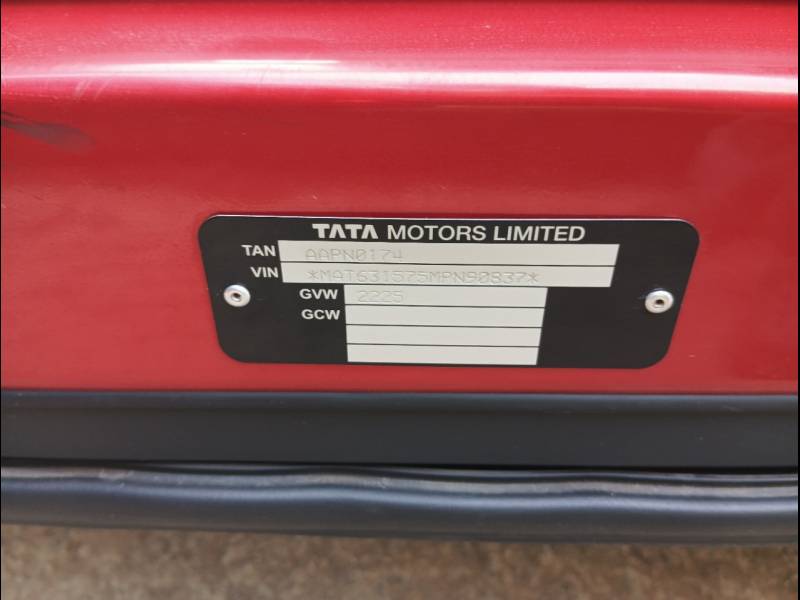 TATA MOTORS LIMITED
TAN AAPN0174
VIN *MAT631575MPN90837*
GVW 2225
GCW